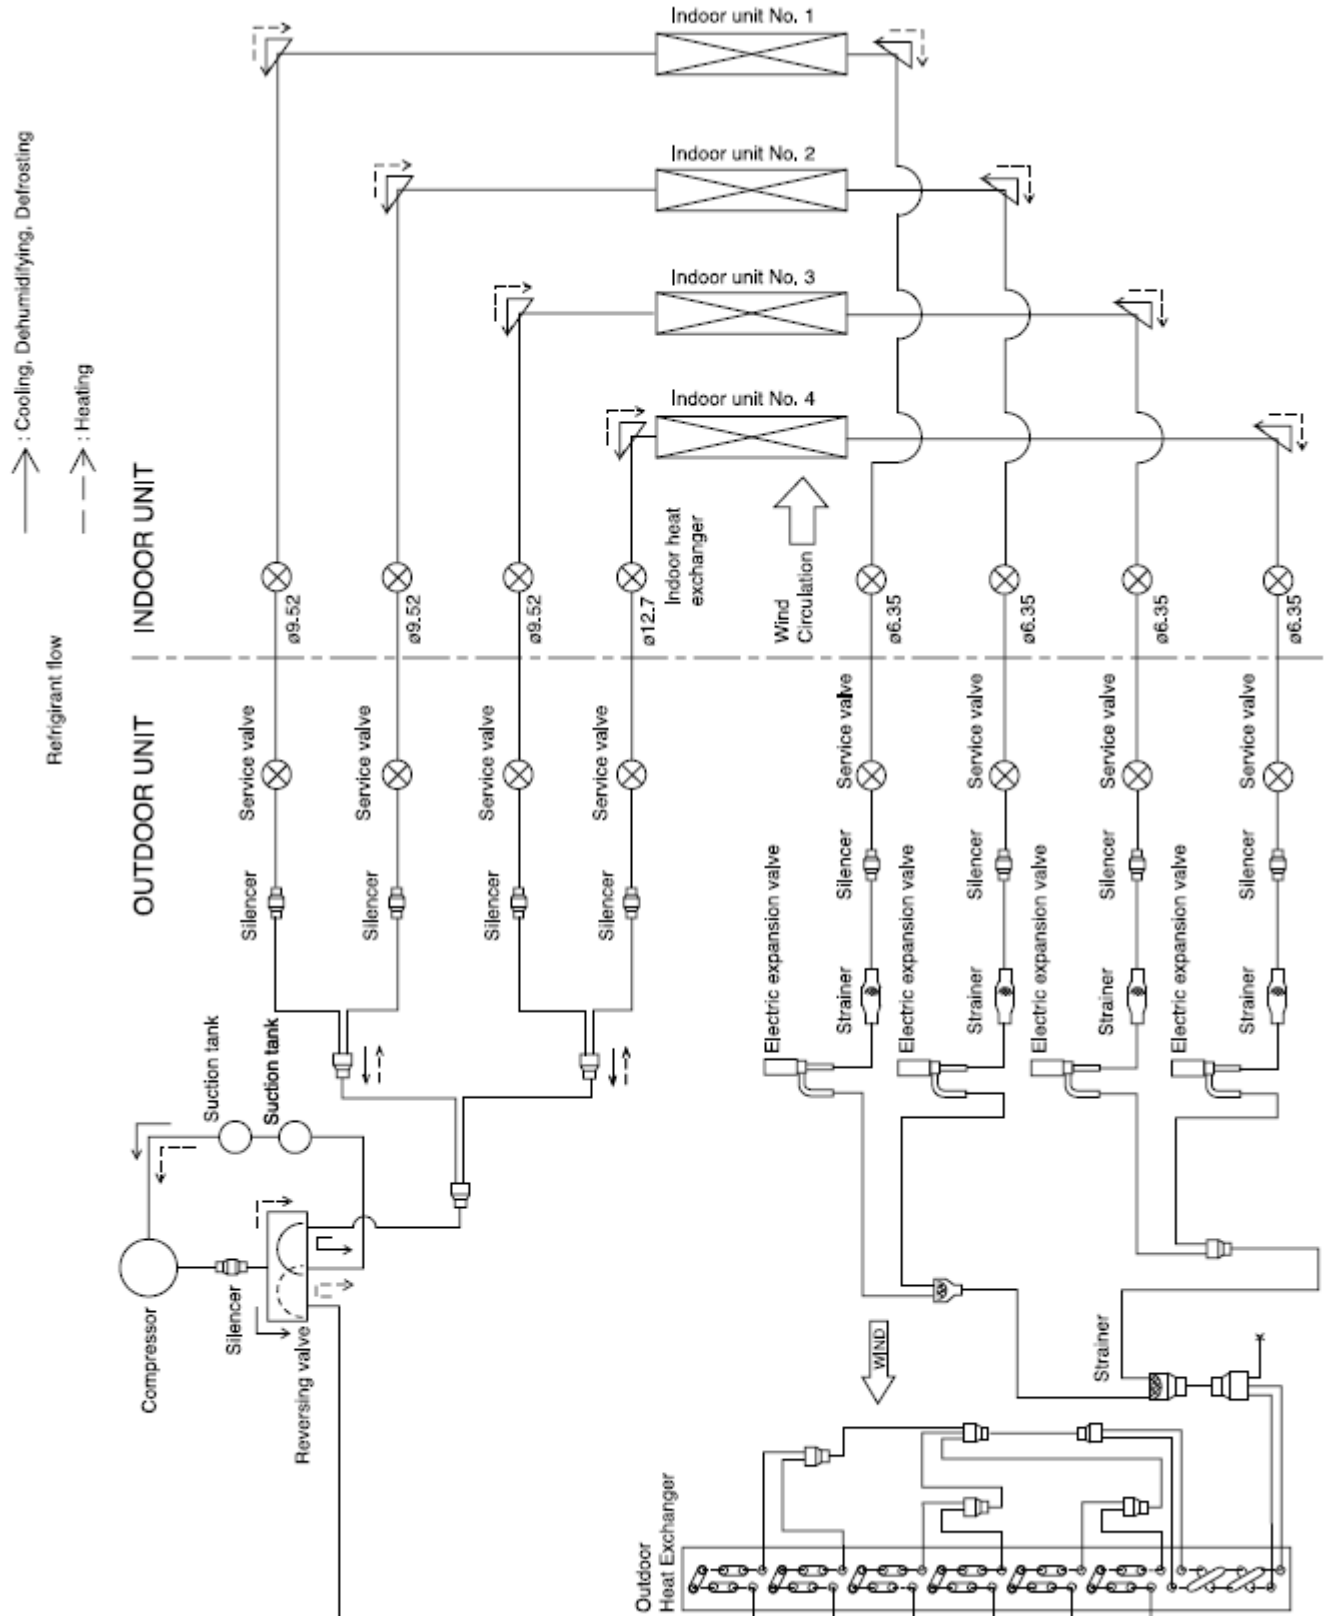 Indoor unit No. 1
Indoor unit No. 2
Indoor unit No. 3
Indoor unit No. 4
: Cooling, Dehumidifying, Defrosting
: Heating
Refrigirant flow
INDOOR UNIT
OUTDOOR UNIT
ø9.52
ø9.52
ø9.52
ø12.7
Indoor heat
exchanger
Wind
Circulation
ø6.35
ø6.35
ø6.35
ø6.35
Service valve
Service valve
Service valve
Service valve
Service valve
Service valve
Service valve
Service valve
Silencer
Silencer
Silencer
Silencer
Silencer
Silencer
Silencer
Silencer
Electric expansion valve
Electric expansion valve
Electric expansion valve
Electric expansion valve
Strainer
Strainer
Strainer
Strainer
Suction tank
Suction tank
Compressor
Silencer
Reversing valve
WIND
Strainer
Outdoor
Heat Exchanger